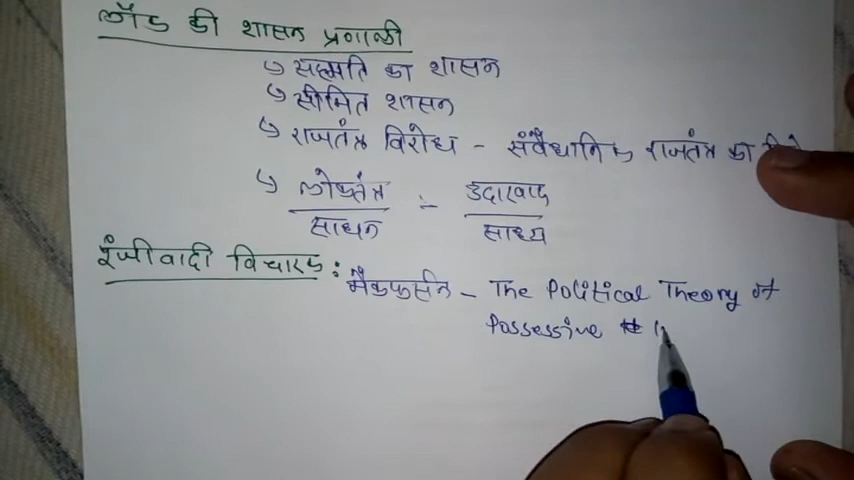 लॉक की शासन प्रणाली
↳ सहमति का शासन
↳ सीमित शासन
↳ राजतंत्र विरोध - संवैधानिक राजतंत्र का
↳ लोकतंत्र / साधन - उदारवाद / साध्य
पूंजीवादी विचारक :
मैकफर्सन - The Political Theory of
Possessive